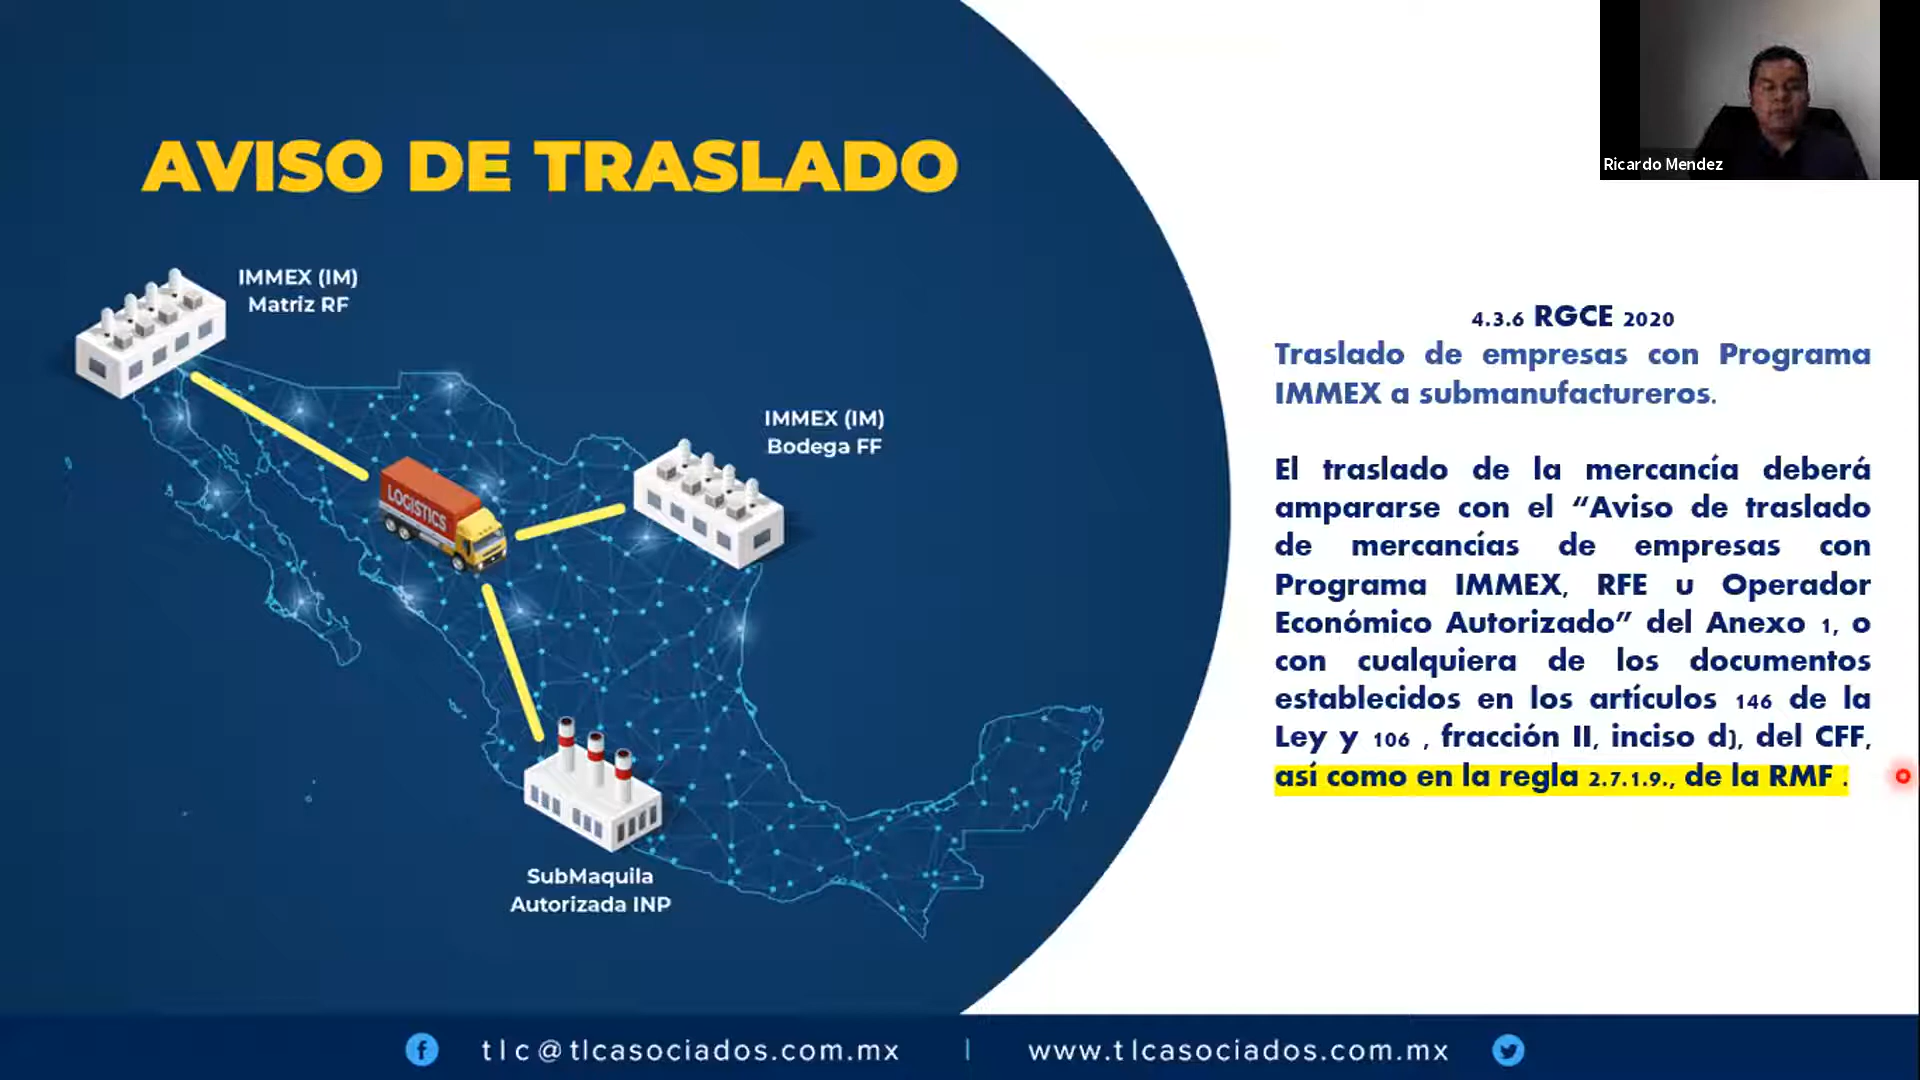 Ricardo Mendez
AVISO DE TRASLADO
IMMEX (IM)
Matriz RF
IMMEX (IM)
Bodega FF
LOGISTICS
SubMaquila
Autorizada INP
4.3.6 RGCE 2020
Traslado de empresas con Programa
IMMEX a submanufactureros.
El traslado de la mercancía deberá
ampararse con el “Aviso de traslado
de mercancías de empresas con
Programa IMMEX, RFE u Operador
Económico Autorizado” del Anexo 1, o
con cualquiera de los documentos
establecidos en los artículos 146 de la
Ley y 106 , fracción II, inciso d), del CFF,
así como en la regla 2.7.1.9., de la RMF .
tlc@tlcasociados.com.mx | www.tlcasociados.com.mx